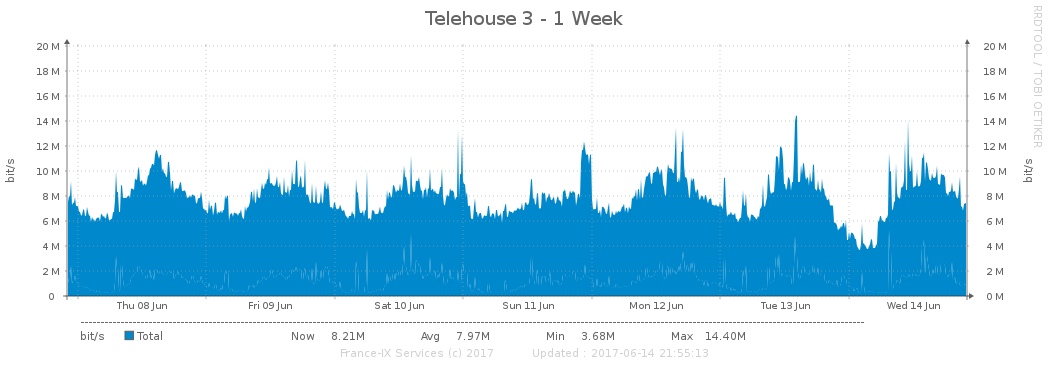 Telehouse 3 - 1 Week
RRDTOOL / TOBI OETIKER
bit/s
20 M
18 M
16 M
14 M
12 M
10 M
8 M
6 M
4 M
2 M
0
20 M
18 M
16 M
14 M
12 M
10 M
8 M
6 M
4 M
2 M
0 M
bit/s
Thu 08 Jun Fri 09 Jun Sat 10 Jun Sun 11 Jun Mon 12 Jun Tue 13 Jun Wed 14 Jun
bit/s Total Now 8.21M Avg 7.97M Min 3.68M Max 14.40M
France-IX Services (c) 2017 Updated : 2017-06-14 21:55:13